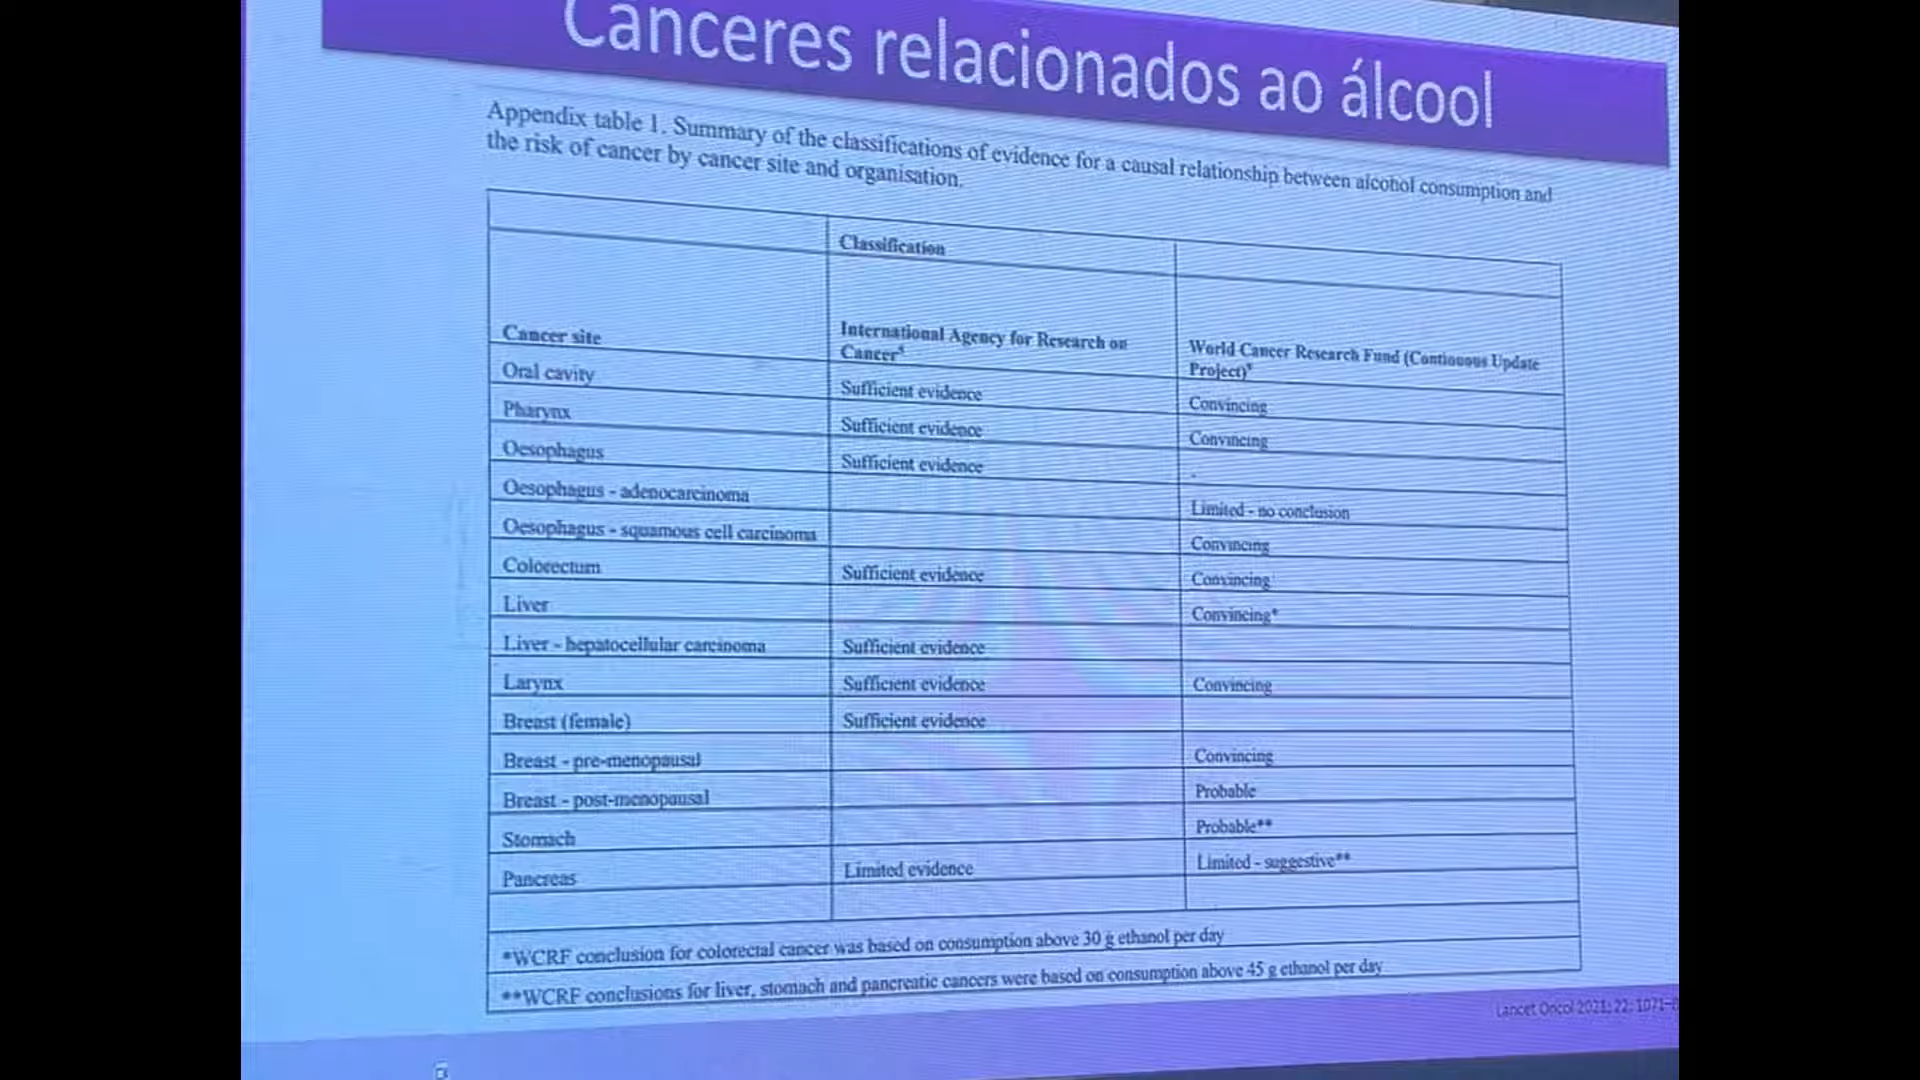 Cânceres relacionados ao álcool
Appendix table 1. Summary of the classifications of evidence for a causal relationship between alcohol consumption and
the risk of cancer by cancer site and organisation.
Classification
Cancer site
International Agency for Research on
Cancer
World Cancer Research Fund (Continuous Update
Project)
Oral cavity Sufficient evidence Convincing
Pharynx Sufficient evidence Convincing
Oesophagus Sufficient evidence -
Oesophagus - adenocarcinoma Limited - no conclusion
Oesophagus - squamous cell carcinoma Convincing
Colorectum Sufficient evidence Convincing
Liver Convincing*
Liver - hepatocellular carcinoma Sufficient evidence
Larynx Sufficient evidence Convincing
Breast (female) Sufficient evidence
Breast - pre-menopausal Convincing
Breast - post-menopausal Probable
Stomach Probable**
Pancreas Limited evidence Limited - suggestive**
*WCRF conclusion for colorectal cancer was based on consumption above 30 g ethanol per day
**WCRF conclusions for liver, stomach and pancreatic cancers were based on consumption above 45 g ethanol per day
Lancet Oncol 2021; 22: 1071–